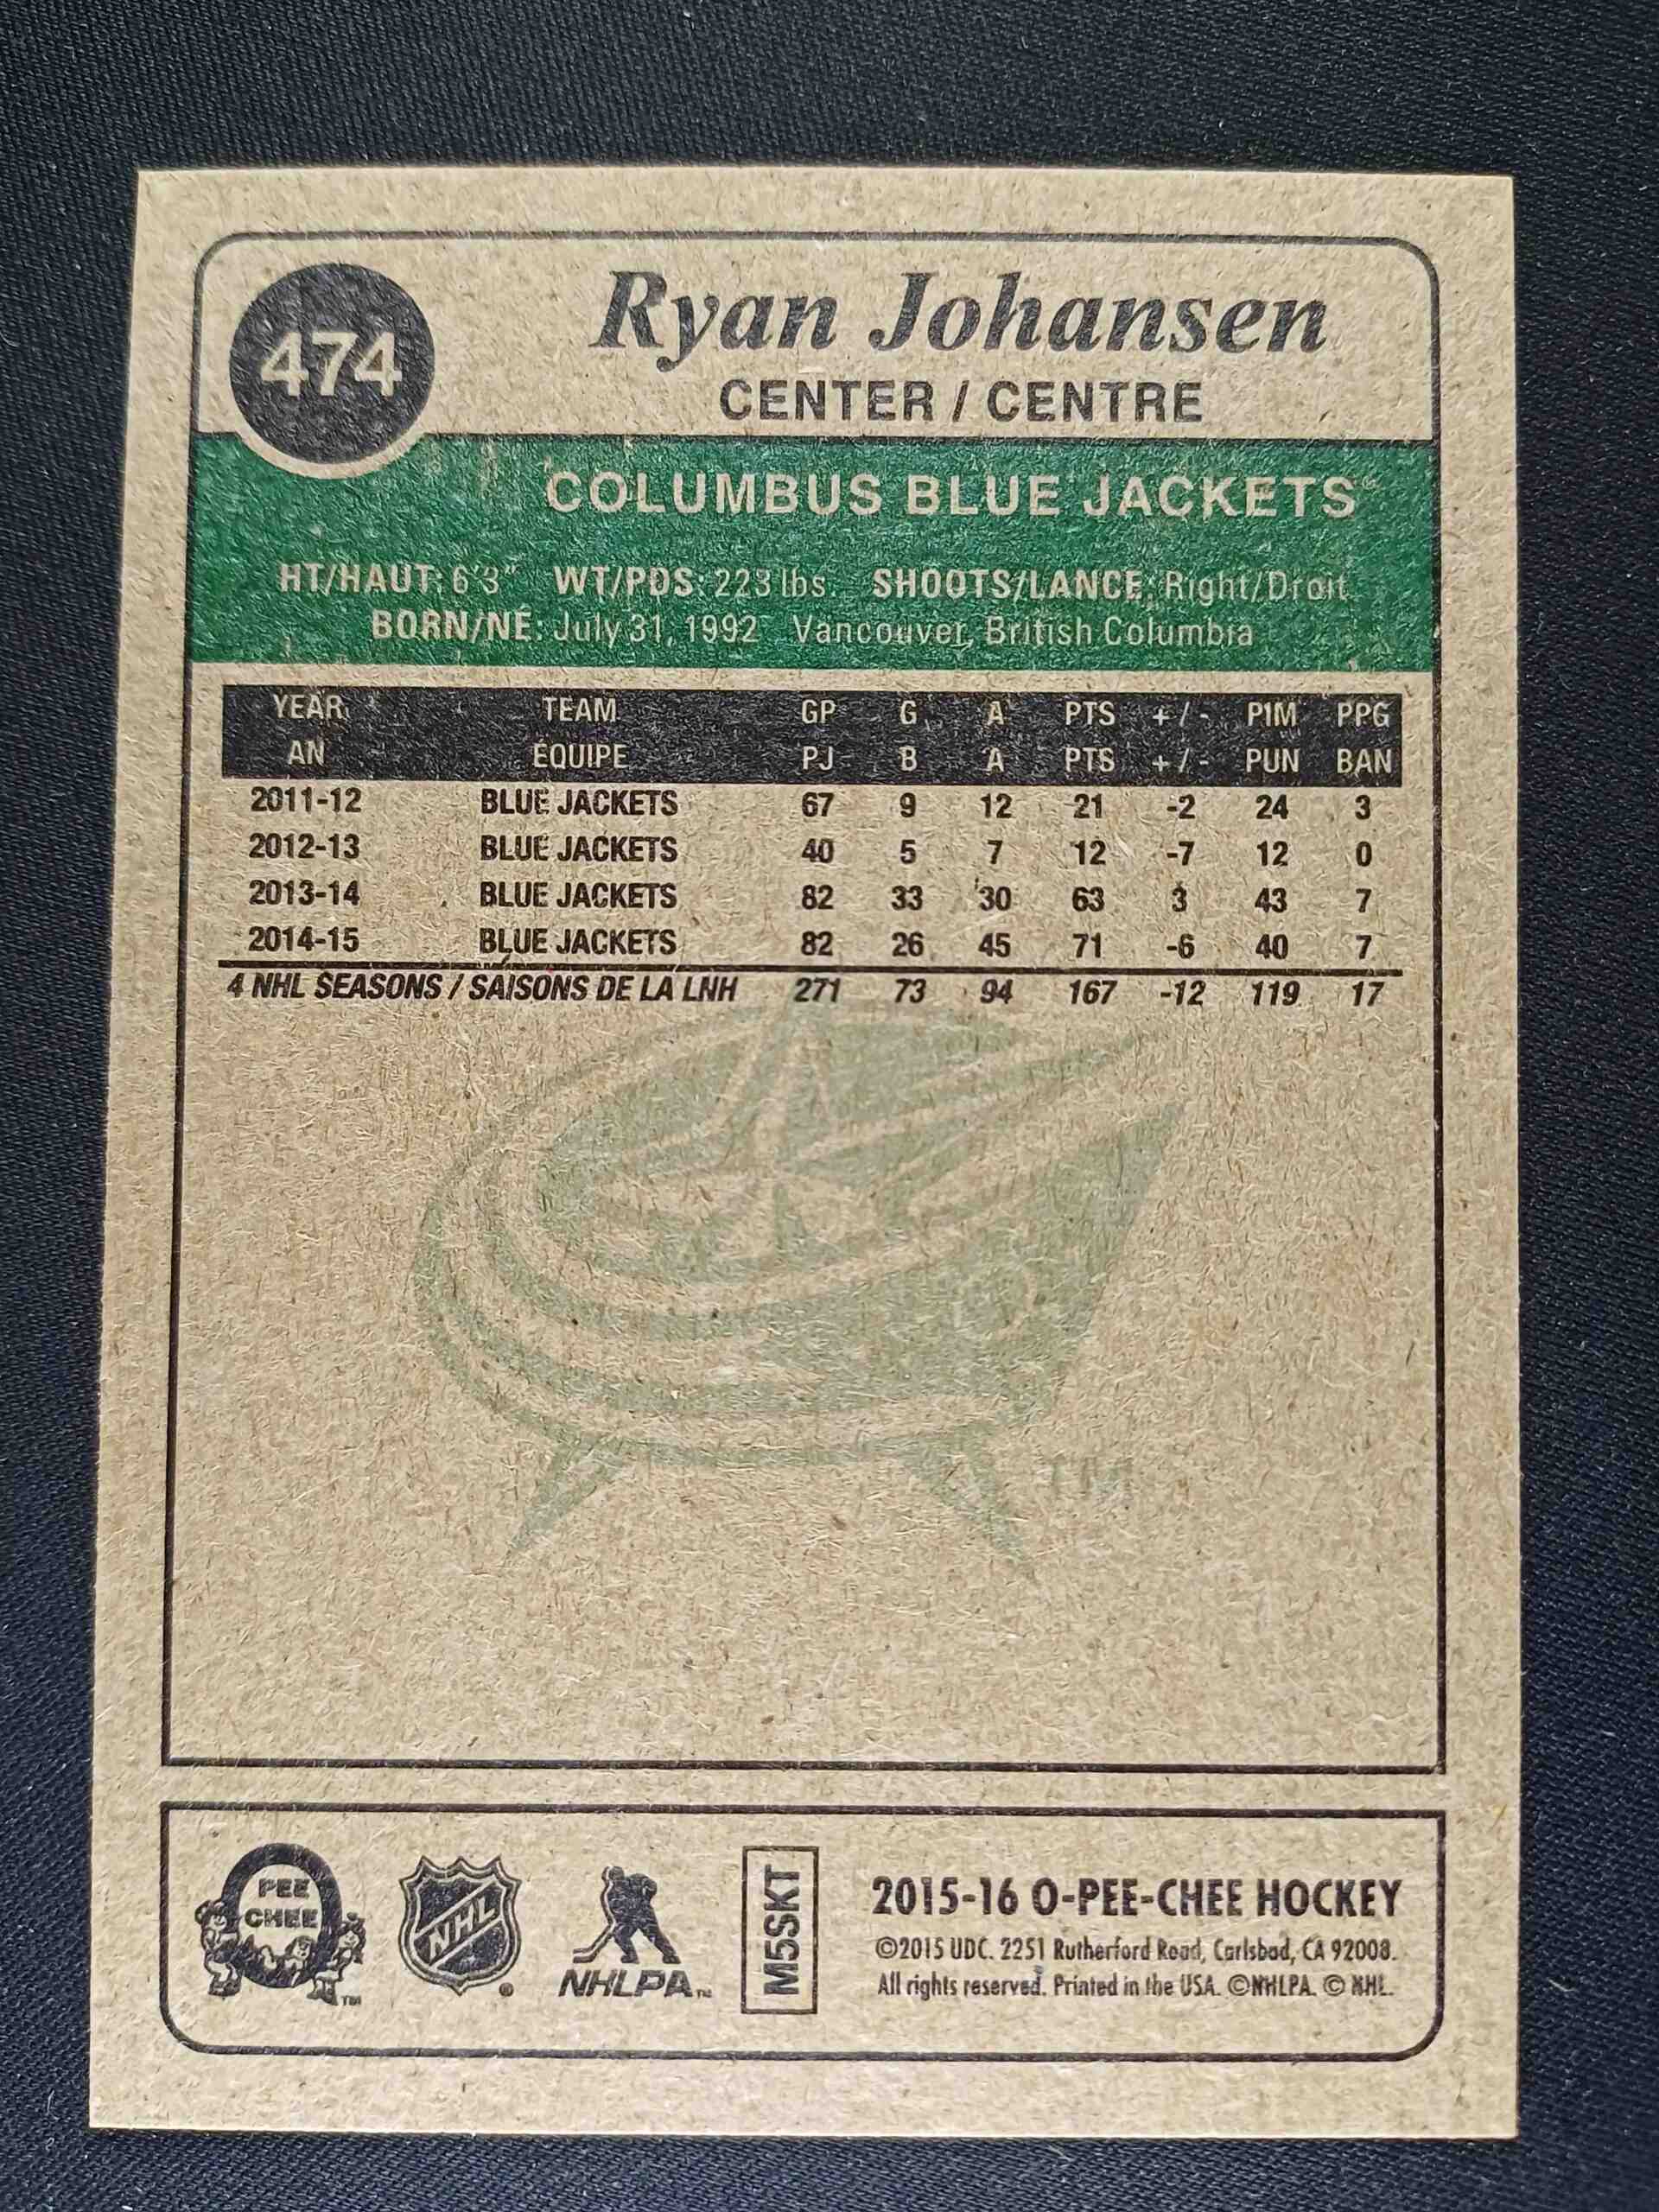 474
Ryan Johansen
CENTER / CENTRE
COLUMBUS BLUE JACKETS
HT/HAUT: 6'3" WT/PDS: 223 lbs. SHOOTS/LANCE: Right/Droit
BORN/NÉ: July 31, 1992 Vancouver, British Columbia
YEAR TEAM GP G A PTS +/- PIM PPG
AN ÉQUIPE PJ B A PTS +/- PUN BAN
2011-12 BLUE JACKETS 67 9 12 21 -2 24 3
2012-13 BLUE JACKETS 40 5 7 12 -7 12 0
2013-14 BLUE JACKETS 82 33 30 63 3 43 7
2014-15 BLUE JACKETS 82 26 45 71 -6 40 7
4 NHL SEASONS / SAISONS DE LA LNH 271 73 94 167 -12 119 17
TM
PEE
CHEE
TM
NHL
NHLPA TM
M5SKT
2015-16 O-PEE-CHEE HOCKEY
©2015 UDC. 2251 Rutherford Road, Carlsbad, CA 92008.
All rights reserved. Printed in the USA. ©NHLPA. © NHL.